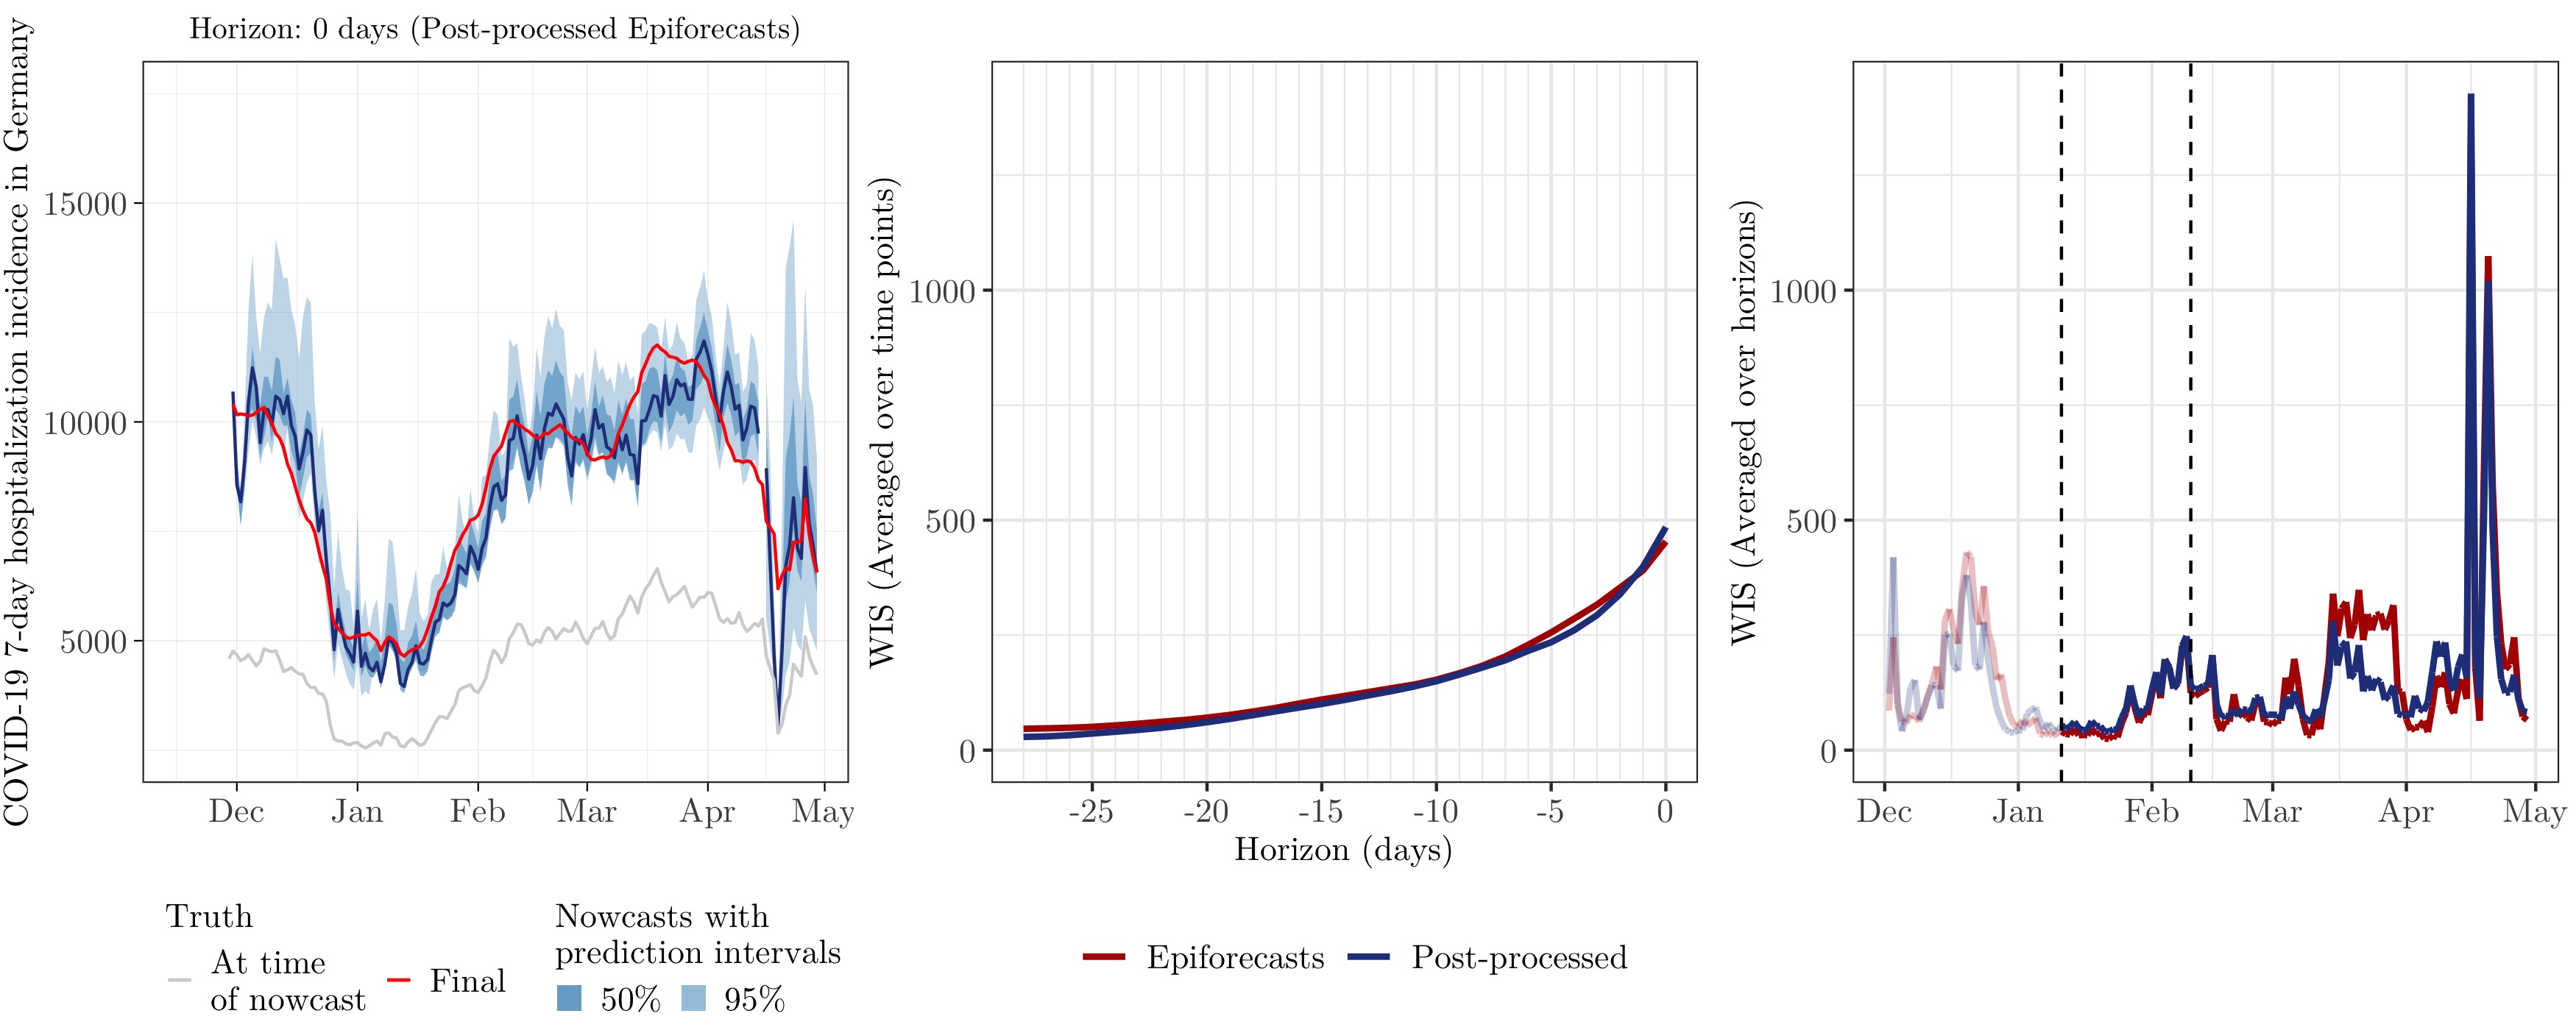 Horizon: 0 days (Post-processed Epiforecasts)
COVID-19 7-day hospitalization incidence in Germany
15000
10000
5000
Dec Jan Feb Mar Apr May
WIS (Averaged over time points)
1000
500
0
-25 -20 -15 -10 -5 0
Horizon (days)
WIS (Averaged over horizons)
1000
500
0
Dec Jan Feb Mar Apr May
Truth
At time
of nowcast
Final
Nowcasts with
prediction intervals
50% 95%
Epiforecasts Post-processed